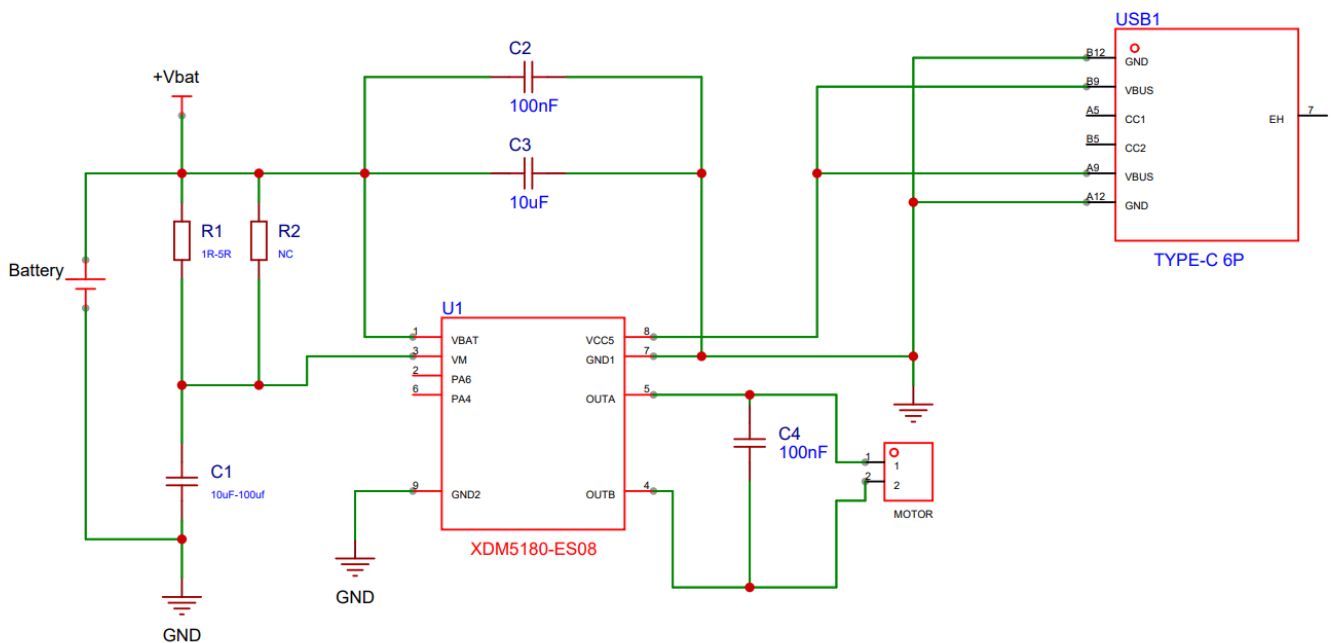 USB1
C2
+Vbat
100nF
B12
GND
B9
VBUS
A5
CC1
EH
7
B5
CC2
C3
A9
VBUS
10uF
A12
GND
R1
1R-5R
R2
NC
TYPE-C 6P
Battery
U1
1
VBAT
VCC5
8
3
VM
GND1
7
2
PA6
6
PA4
OUTA
5
C4
100nF
1
1
2
2
MOTOR
C1
10uF-100uf
9
GND2
OUTB
4
XDM5180-ES08
GND
GND